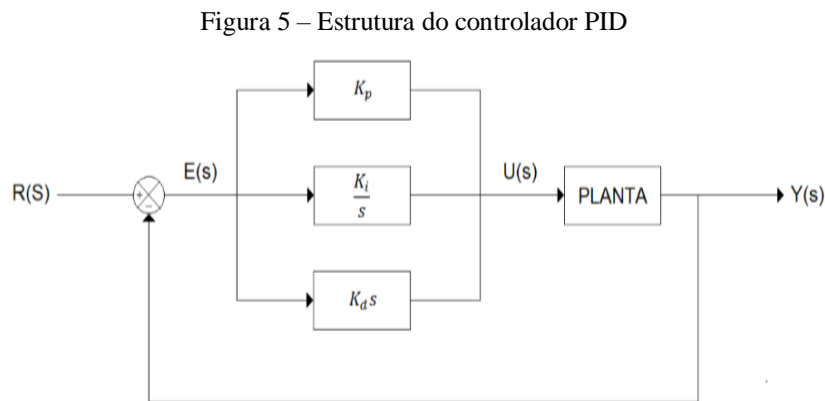 Figura 5 – Estrutura do controlador PID
K_p
E(s)
U(s)
R(S)
+
-
K_i
s
PLANTA
Y(s)
K_d s